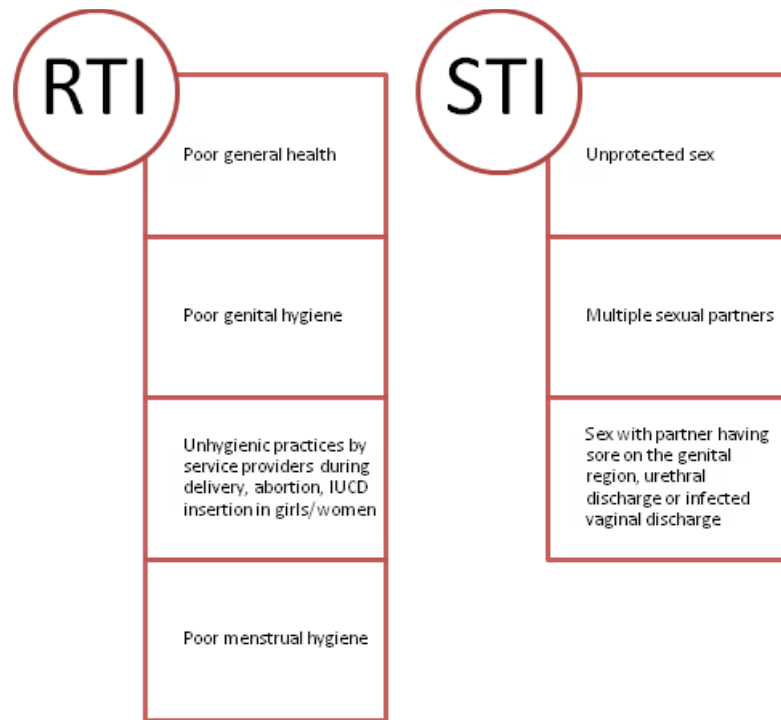 RTI
Poor general health
Poor genital hygiene
Unhygienic practices by
service providers during
delivery, abortion, IUCD
insertion in girls/women
Poor menstrual hygiene
STI
Unprotected sex
Multiple sexual partners
Sex with partner having
sore on the genital
region, urethral
discharge or infected
vaginal discharge